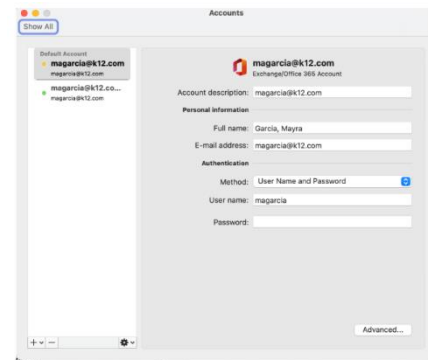 Accounts
Show All
Default Account
magarcia@k12.com
magarcia@k12.com
magarcia@k12.co...
magarcia@k12.com
magarcia@k12.com
Exchange/Office 365 Account
Account description: magarcia@k12.com
Personal information
Full name: Garcia, Mayra
E-mail address: magarcia@k12.com
Authentication
Method: User Name and Password
User name: magarcia
Password:
Advanced...